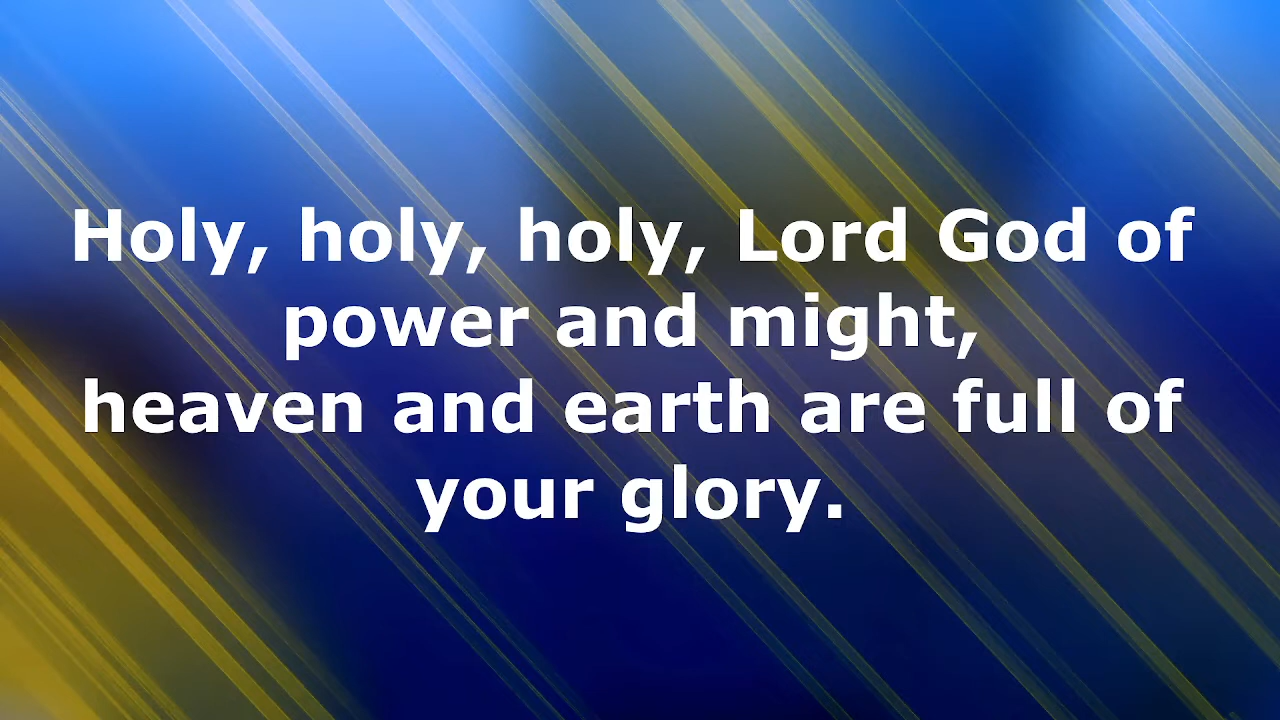 Holy, holy, holy, Lord God of
power and might,
heaven and earth are full of
your glory.